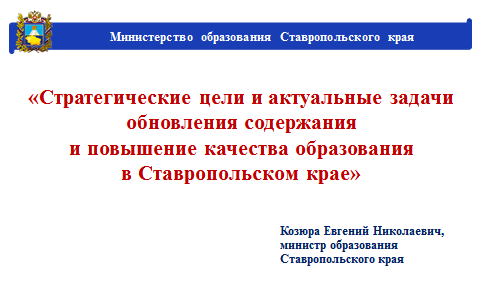 Министерство образования Ставропольского края
«Стратегические цели и актуальные задачи
обновления содержания
и повышение качества образования
в Ставропольском крае»
Козюра Евгений Николаевич,
министр образования
Ставропольского края